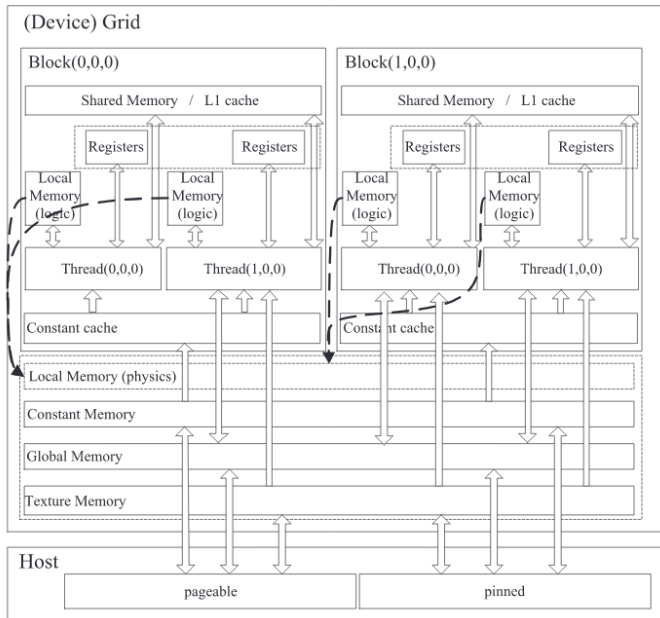 (Device) Grid
Block(0,0,0)
Block(1,0,0)
Shared Memory / L1 cache
Shared Memory / L1 cache
Registers
Registers
Registers
Registers
Local
Memory
(logic)
Local
Memory
(logic)
Local
Memory
(logic)
Local
Memory
(logic)
Thread(0,0,0)
Thread(1,0,0)
Thread(0,0,0)
Thread(1,0,0)
Constant cache
Constant cache
Local Memory (physics)
Constant Memory
Global Memory
Texture Memory
Host
pageable
pinned